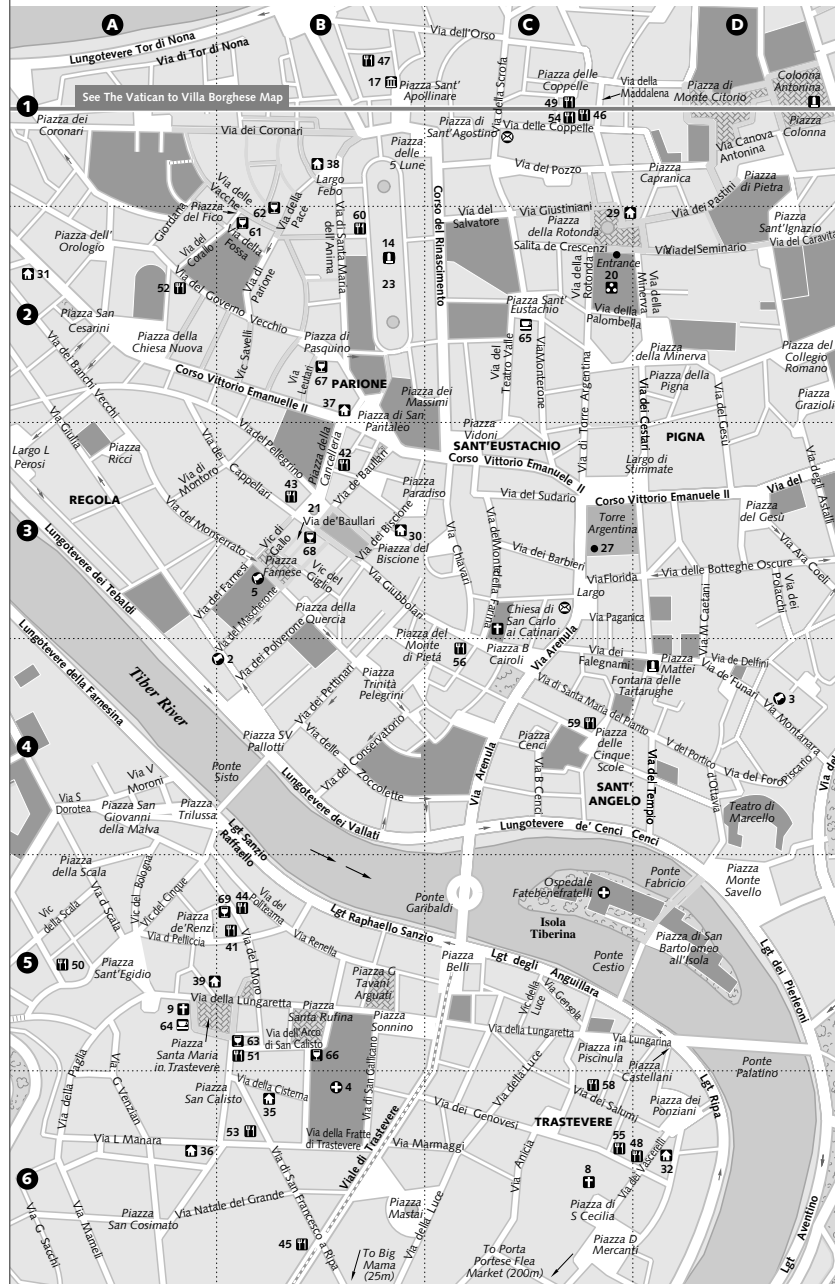 A
B
C
D
Lungotevere Tor di Nona
Via di Tor di Nona
Via dell'Orso
47
17
Piazza Sant'
Apollinare
Via della Scrofa
Piazza delle
Coppelle
Via della
Maddalena
Piazza di
Monte Citorio
Colonna
Antonina
1
See The Vatican to Villa Borghese Map
49
54
46
Piazza
Colonna
Piazza dei
Coronari
Via dei Coronari
Piazza
delle
5 Lune
Piazza di
Sant'Agostino
Via delle Coppelle
Via Canova
Antonina
38
Largo
Febo
Via del Pozzo
Piazza
Capranica
Piazza
di Pietra
Via delle
Vacche
Piazza
del Fico
62
Via della
Pace
60
Via di Santa Maria
dell'Anima
Corso del Rinascimento
Via del
Salvatore
Via Giustiniani
29
Via dei Pastini
Piazza dell'
Orologio
Giordana
61
Via del
Corallo
Via della
Fossa
14
23
Piazza
della Rotonda
Salita de Crescenzi
Entrance
20
Piazza
Sant'Ignazio
Via del Caravita
Via del Seminario
31
52
Via di
Parione
Via della
Rotonda
Via della
Minerva
2
Via del Governo Vecchio
Piazza Sant'
Eustachio
65
Via della
Palombella
Piazza San
Cesarini
Piazza della
Chiesa Nuova
Vic Savelli
Piazza di
Pasquino
Via del
Teatro Valle
Via Monterone
Via di Torre Argentina
Piazza
della Minerva
Piazza del
Collegio
Romano
Via dei Banchi Vecchi
Corso Vittorio Emanuelle II
Via
Leutari
67
PARIONE
Piazza dei
Massimi
Piazza della
Pigna
Via dei Cestari
Via del Gesù
Piazza
Grazioli
37
Piazza di San
Pantaleo
Piazza
Vidoni
SANT'EUSTACHIO
PIGNA
Via Giulia
Largo L
Perosi
Piazza
Ricci
Via del Pellegrino
Piazza della
Cancelleria
42
Corso Vittorio Emanuele II
Largo di
Stimmate
Via di
Montoro
Via dei
Cappellari
43
Via de'Baullari
Piazza
Paradiso
Via del Sudario
Corso Vittorio Emanuele II
Via del
REGOLA
21
Via degli Astalli
Piazza
del Gesù
3
Via del Monserrato
Vic di
Gallo
Via de'Baullari
68
Via del Biscione
30
Piazza del
Biscione
Via
Chiavari
Via dei Barbieri
Torre
Argentina
27
Via Ara Coeli
Lungotevere dei Tebaldi
Via dei Farnesi
Piazza
Farnese
5
Vic del
Giglio
Via Giubbolari
Via Florida
Largo
Via delle Botteghe Oscure
Via dei
Polacchi
Via del Mascherone
Piazza della
Quercia
Chiesa di
San Carlo
ai Catinari
Via Paganica
Via M Caetani
Lungotevere della Farnesina
2
Via dei Polverone
Piazza del
Monte
di Pietá
56
Piazza B
Cairoli
Via Arenula
Via dei
Falegnami
Piazza
Mattei
Via de Delfini
Fontana delle
Tartarughe
Via de Funari
3
Tiber River
Via dei Pettinari
Piazza
Trinità
Pelegrini
Via di Santa Maria del Pianto
Via Montanara
Piazza SV
Pallotti
Via delle
Zoccolette
Via del Conservatorio
59
Piazza
Cenci
Piazza
delle
Cinque
Scole
V del Portico
d'Ottavia
4
Via V
Moroni
Ponte
Sisto
Via Arenula
Via B Cenci
SANT'
ANGELO
Via del Tempio
Via del Foro
Piscario
Via S
Dorotea
Piazza San
Giovanni
della Malva
Piazza
Trilussa
Lungotevere dei Vallati
Teatro di
Marcello
Lgt Sanzio
Raffaello
Lungotevere de' Cenci Cenci
Piazza
della Scala
Via d Scala
Vic del Bologna
Vic del Cinque
Ponte
Fabricio
Piazza
Monte
Savello
Ospedale
Fatebenefratelli
Vic
della Scala
69
44
Via del
Politeama
Ponte
Garibaldi
Isola
Tiberina
Piazza
de'Renzi
41
Via d Pelliccia
Lgt Raphaello Sanzio
Piazza di San
Bartolomeo
all'Isola
5
50
Via del Moro
Via Renella
Ponte
Cestio
Piazza
Sant'Egidio
39
Piazza G
Tavani
Arguati
Piazza
Belli
Lgt degli Anguillara
Lgt dei Pierleoni
9
Via della Lungaretta
Piazza
Santa Rufina
Vic della
Luce
Via Gensola
64
Piazza
Sonnino
63
Via dell'Arco
di San Calisto
66
Via della Lungaretta
Via Lungarina
Piazza
Santa Maria
in Trastevere
51
Piazza in
Piscinula
Piazza
Castellani
Ponte
Palatino
Via della Paglia
Via G Venzian
Piazza
San Calisto
Via della Cisterna
35
4
Via di San Gallicano
Via della Luce
58
Lgt Ripa
Via dei Salumi
Piazza dei
Ponziani
Via dei Genovesi
TRASTEVERE
Via L Manara
53
Via della Fratte
di Trastevere
Viale di Trastevere
Via Marmaggi
Via Anicia
55
48
36
8
Via dei Vascerelli
32
6
Via G Sacchi
Via Mameli
Piazza
San Cosimato
Via Natale del Grande
Via di San Francesco a Ripa
Piazza
Mastai
Via della Luce
Piazza di
S Cecilia
45
Piazza D
Mercanti
Lgt Aventino
To Big
Mama
(25m)
To Porta
Portese Flea
Market (200m)